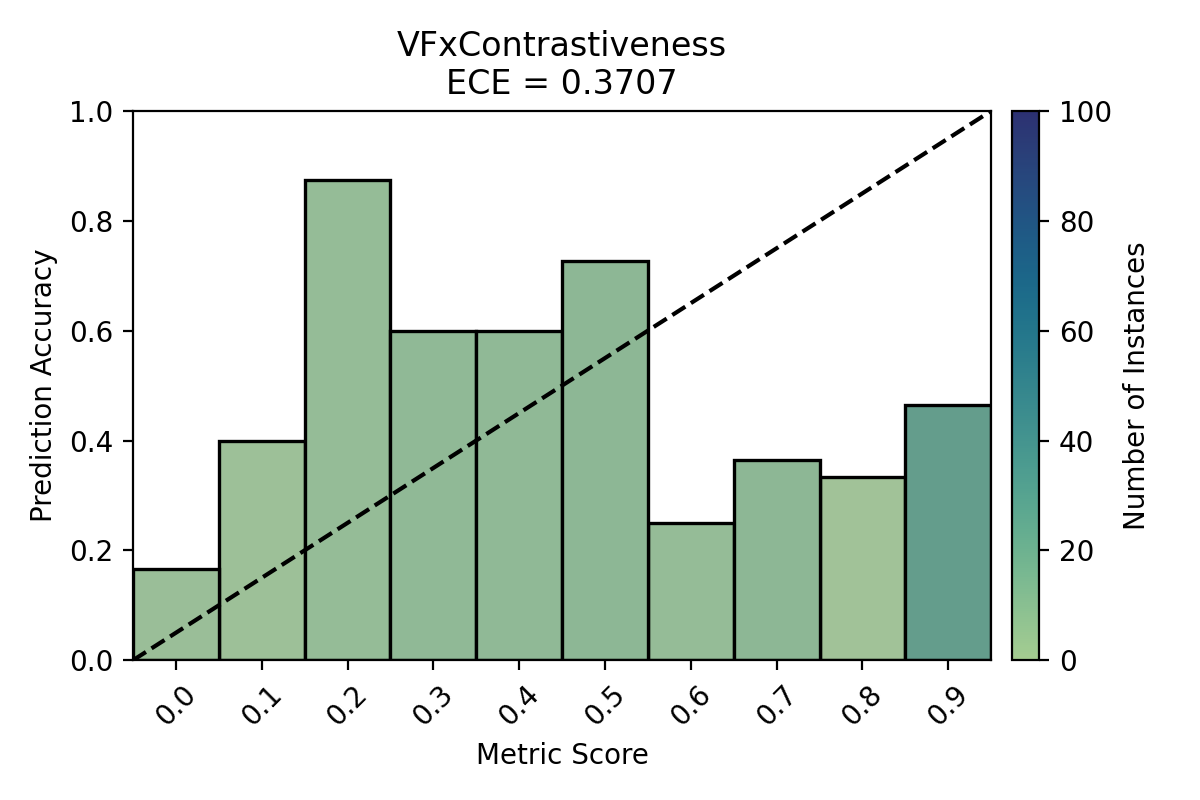 VFxContrastiveness
ECE = 0.3707
Prediction Accuracy
1.0
0.8
0.6
0.4
0.2
0.0
0.0 0.1 0.2 0.3 0.4 0.5 0.6 0.7 0.8 0.9
Metric Score
100
80
60
40
20
0
Number of Instances